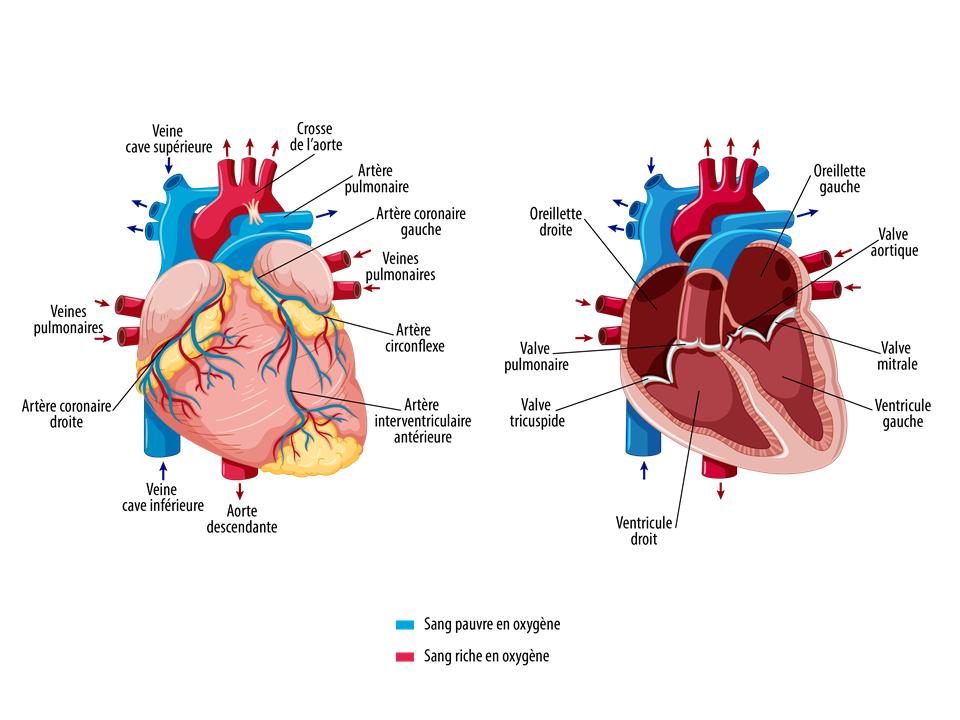 Veine
cave supérieure
Crosse
de l'aorte
Artère
pulmonaire
Artère coronaire
gauche
Veines
pulmonaires
Veines
pulmonaires
Artère
circonflexe
Artère coronaire
droite
Artère
interventriculaire
antérieure
Veine
cave inférieure
Aorte
descendante
Oreillette
gauche
Oreillette
droite
Valve
aortique
Valve
pulmonaire
Valve
mitrale
Valve
tricuspide
Ventricule
gauche
Ventricule
droit
Sang pauvre en oxygène
Sang riche en oxygène